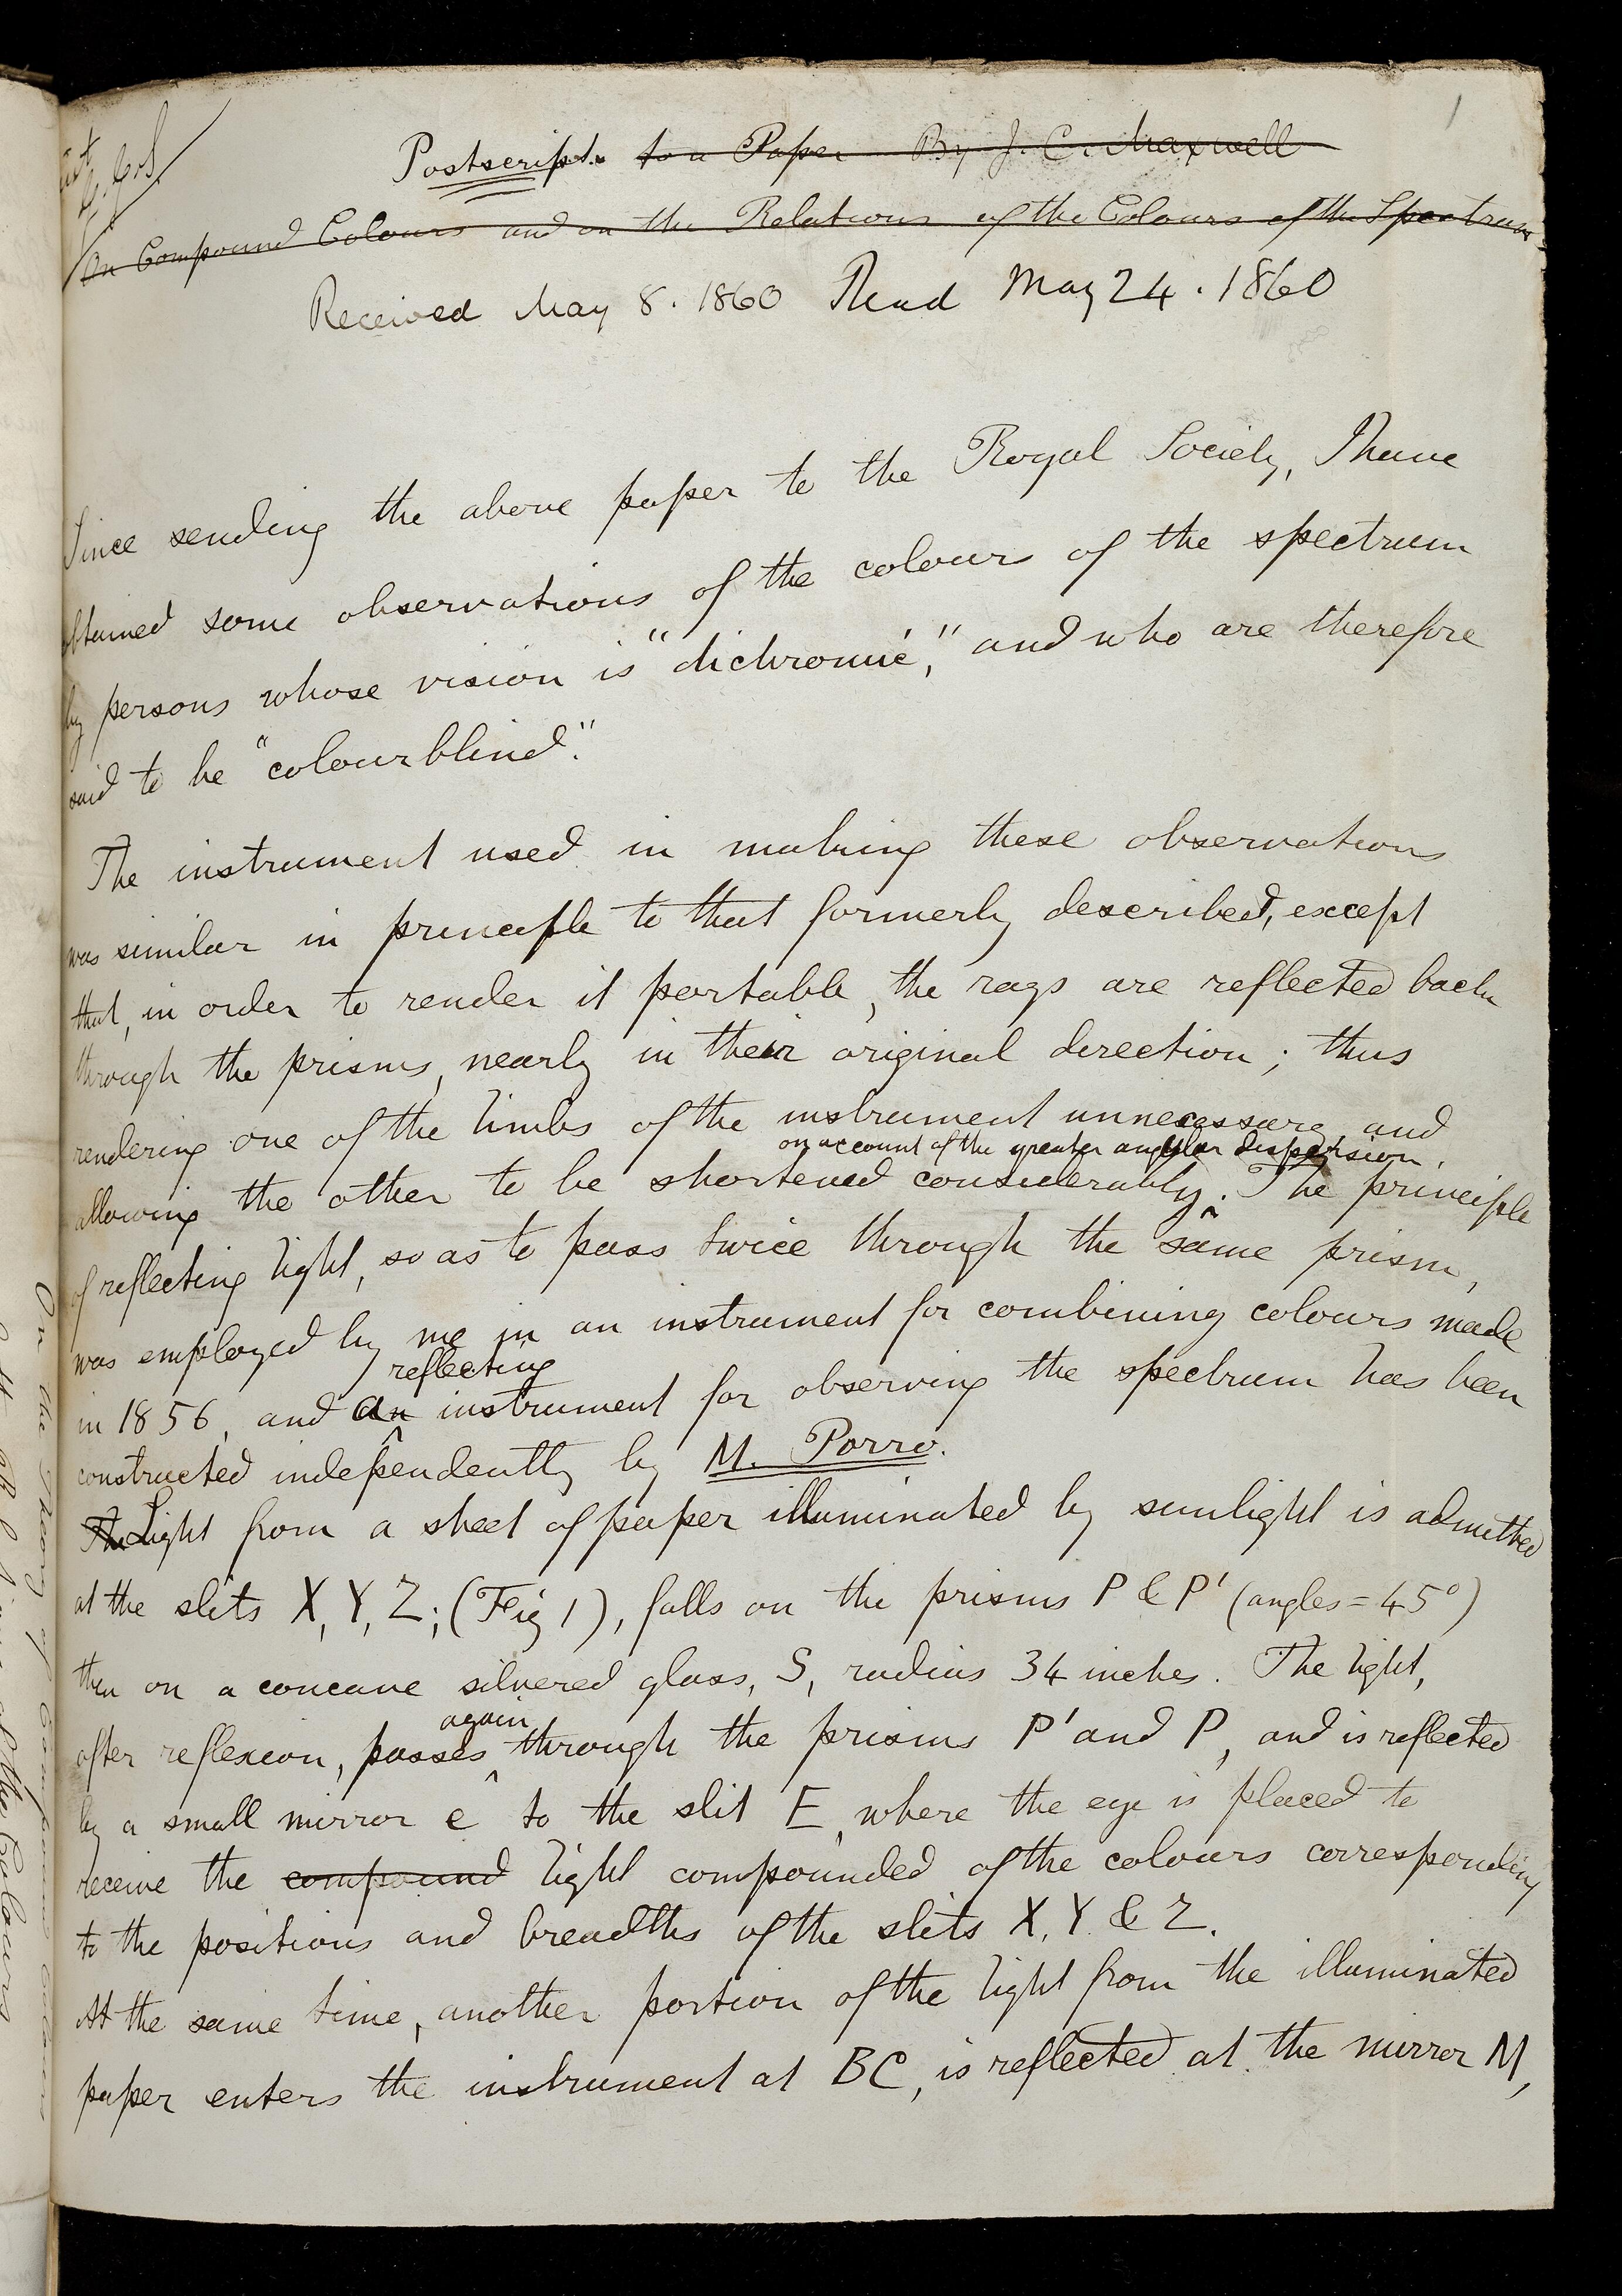 1
Postscript. to a Paper By J. C. Maxwell
On Compound Colours and on the Relations of the Colours of the Spectrum
Received May 8. 1860 Read May 24. 1860
Since sending the above paper to the Royal Society, I have
obtained some observations of the colour of the spectrum
by persons whose vision is "dichromic," and who are therefore
said to be "colourblind".
The instrument used in making these observations
was similar in principle to that formerly described, except
that, in order to render it portable, the rays are reflected back
through the prisms, nearly in their original direction; thus
rendering one of the limbs of the instrument unnecessary and
on account of the greater angular dispersion.
allowing the other to be shortened considerably. The principle
of reflecting light, so as to pass twice through the same prism,
was employed by me in an instrument for combining colours made
reflecting
in 1856, and an instrument for observing the spectrum has been
constructed independently by M. Porro.
The Light from a sheet of paper illuminated by sunlight is admitted
at the slits X, Y, Z; (Fig 1), falls on the prisms P & P' (angles = 45°)
then on a concave silvered glass, S, radius 34 inches. The light,
again
after reflexion, passes through the prisms P' and P, and is reflected
by a small mirror e to the slit E, where the eye is placed to
receive the compound light compounded of the colours corresponding
to the positions and breadths of the slits X, Y & Z.
At the same time, another portion of the light from the illuminated
paper enters the instrument at BC, is reflected at the mirror M,
On the Theory of Compound Colours